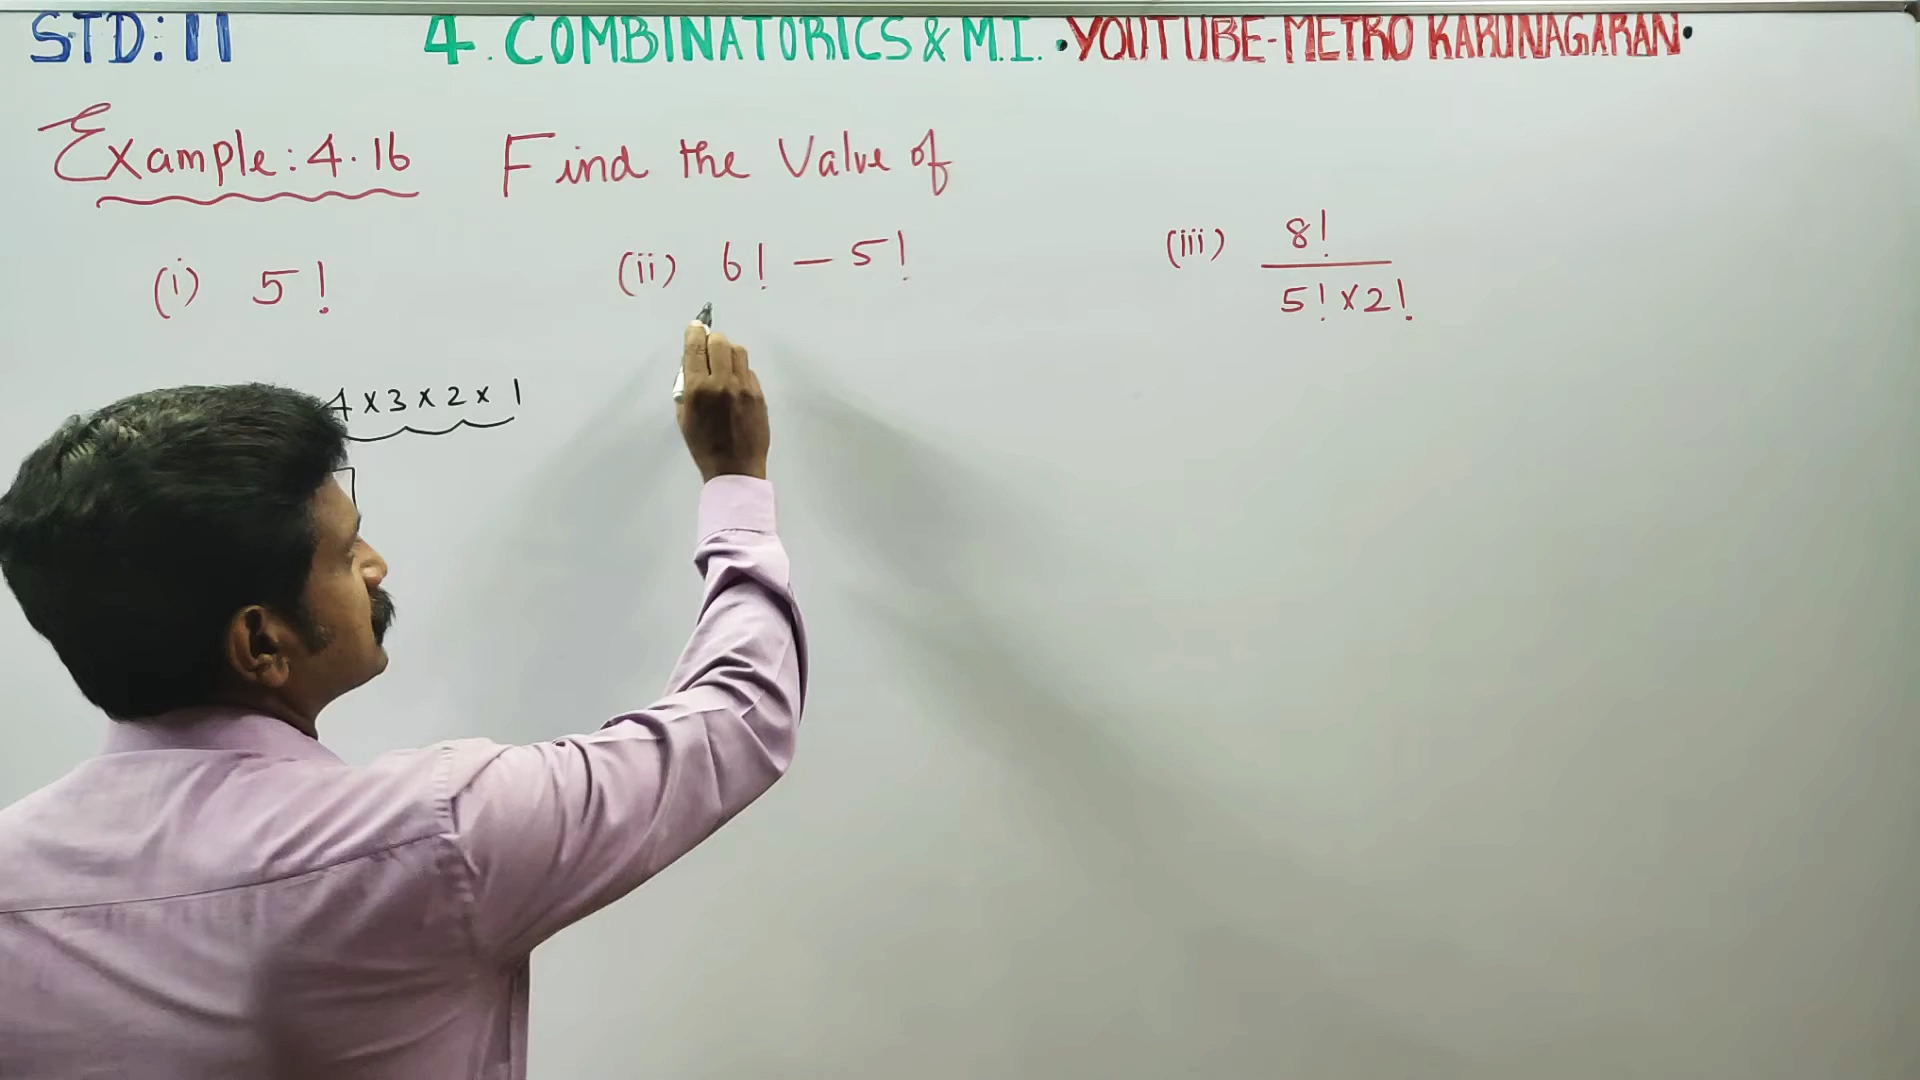 STD: 11 4. COMBINATORICS & M.I. • YOUTUBE-METRO KARUNAGARAN•
Example: 4.16 Find the Value of
(i) 5! (ii) 6! – 5! (iii) 8! / 5! x 2!
4 x 3 x 2 x 1